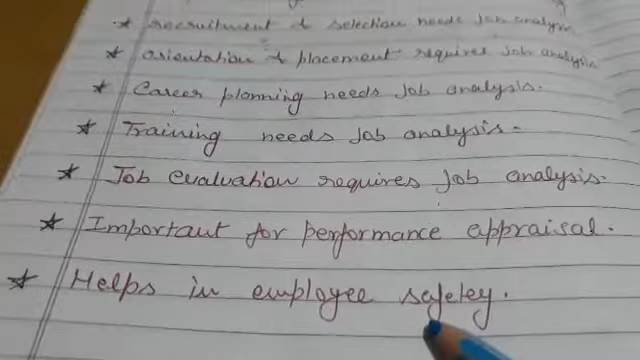 * recruitment & selection needs job analysis
* orientation & placement requires job analysis
* Career planning needs job analysis.
* Training needs job analysis.
* Job evaluation requires job analysis.
* Important for performance appraisal.
* Helps in employee safetey.